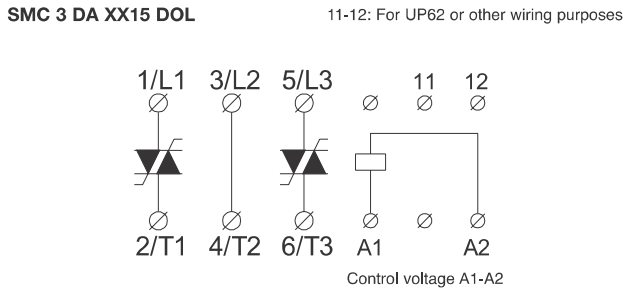 SMC 3 DA XX15 DOL
11-12: For UP62 or other wiring purposes
1/L1 3/L2 5/L3 11 12
2/T1 4/T2 6/T3 A1 A2
Control voltage A1-A2